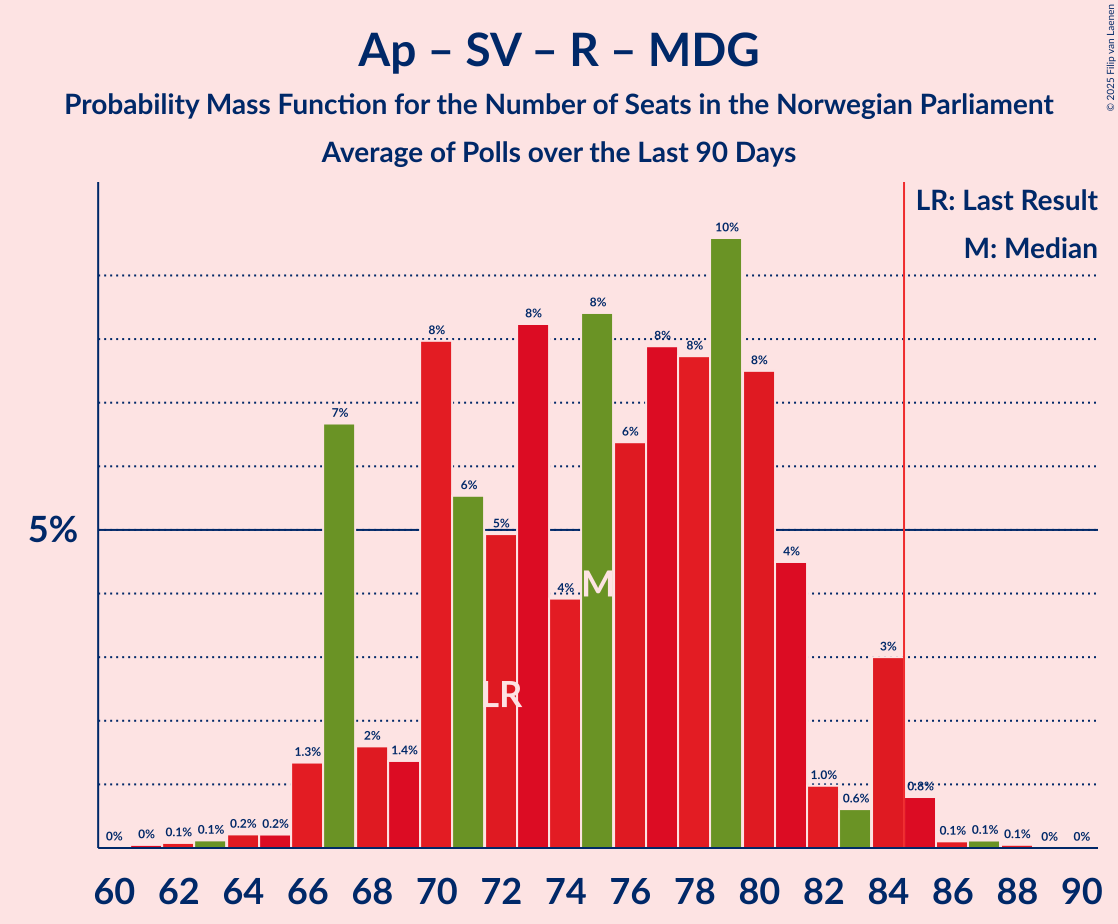 Ap – SV – R – MDG
Probability Mass Function for the Number of Seats in the Norwegian Parliament
Average of Polls over the Last 90 Days
© 2025 Filip van Laenen
LR: Last Result
M: Median
5%
0% 0% 0.1% 0.1% 0.2% 0.2% 1.3% 7% 2% 1.4% 8% 6% 5% 8% 4% 8% 6% 8% 8% 10% 8% 4% 1.0% 0.6% 3% 0.8% 0.1% 0.1% 0.1% 0% 0%
M
LR
60 62 64 66 68 70 72 74 76 78 80 82 84 86 88 90